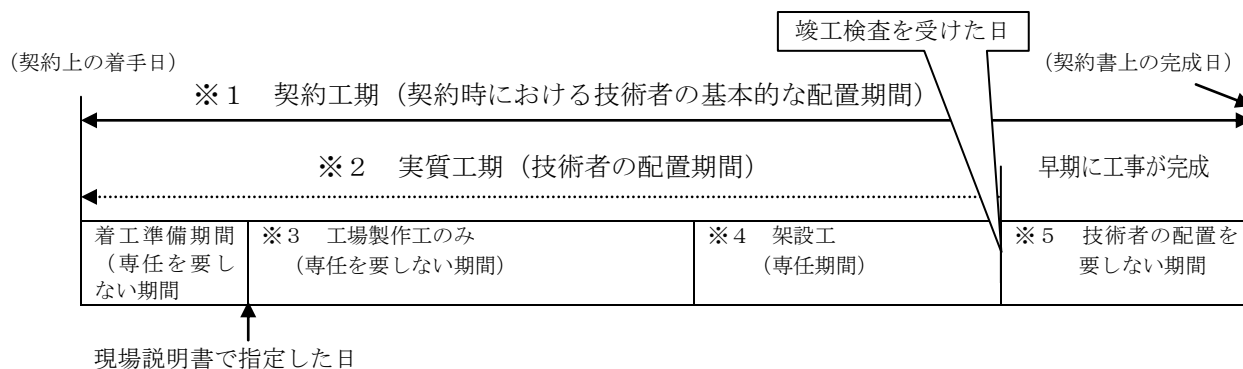 竣工検査を受けた日
（契約上の着手日）
（契約書上の完成日）
※１　契約工期（契約時における技術者の基本的な配置期間）
※２　実質工期（技術者の配置期間）
早期に工事が完成
着工準備期間
（専任を要し
ない期間
※３　工場製作工のみ
（専任を要しない期間）
※４　架設工
（専任期間）
※５　技術者の配置を
要しない期間
現場説明書で指定した日